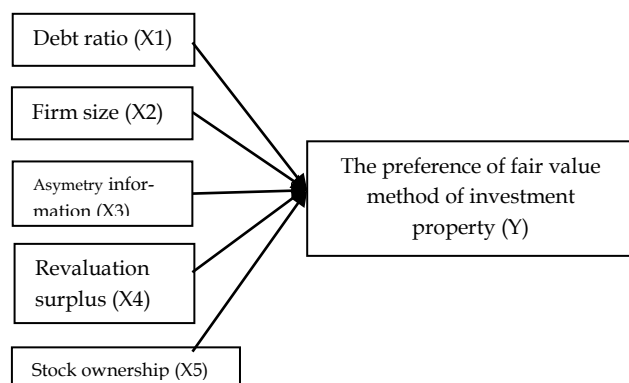 Debt ratio (X1)
Firm size (X2)
Asymetry infor-
mation (X3)
Revaluation
surplus (X4)
Stock ownership (X5)
The preference of fair value
method of investment
property (Y)